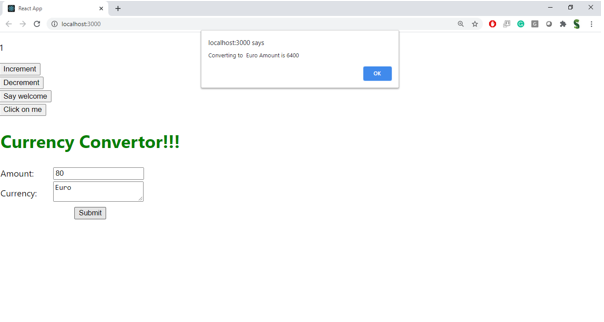 React App
localhost:3000
localhost:3000 says
Converting to Euro Amount is 6400
OK
1
Increment
Decrement
Say welcome
Click on me
Currency Convertor!!!
Amount: 80
Currency: Euro
Submit